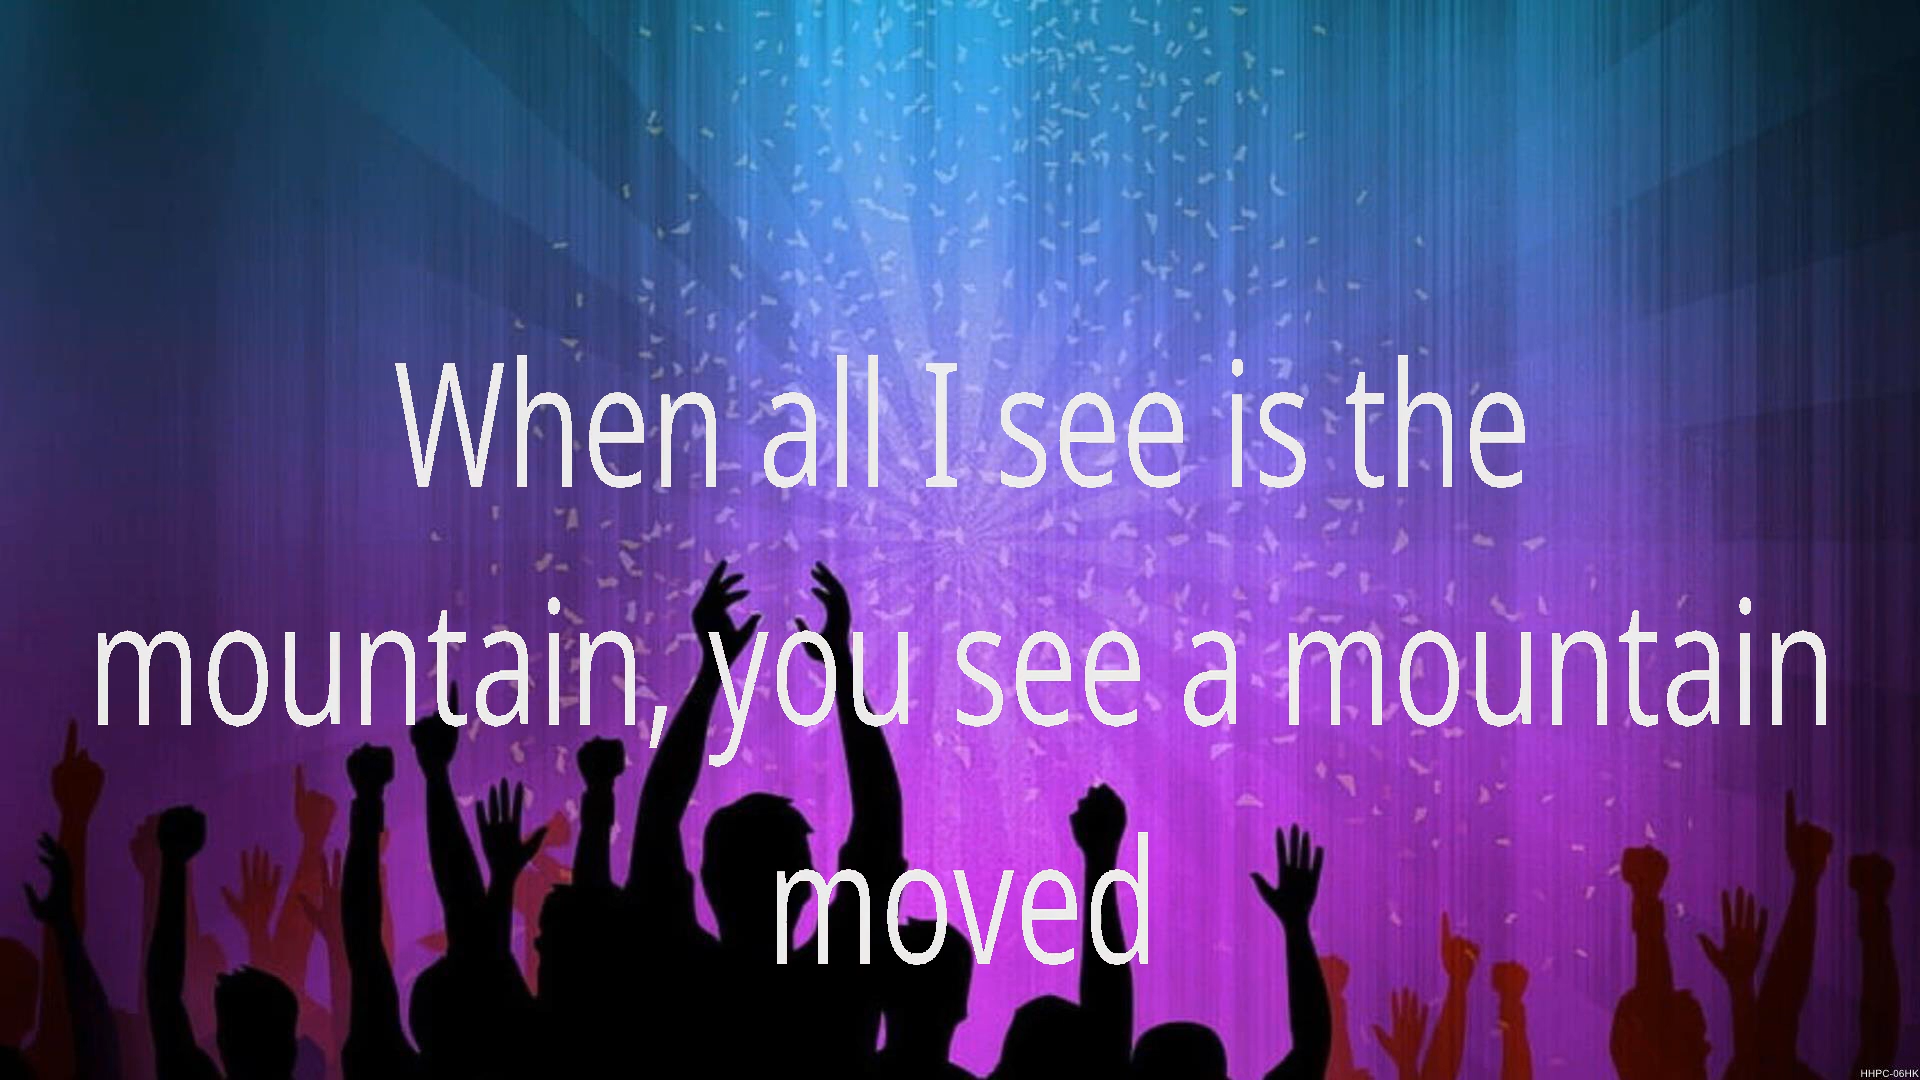 When all I see is the
mountain, you see a mountain
moved
HHPC-06HK